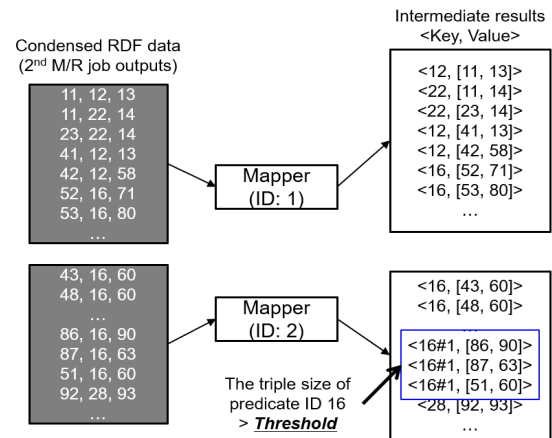 Condensed RDF data
(2nd M/R job outputs)
11, 12, 13
11, 22, 14
23, 22, 14
41, 12, 13
42, 12, 58
52, 16, 71
53, 16, 80
…
Mapper
(ID: 1)
Intermediate results
<Key, Value>
<12, [11, 13]>
<22, [11, 14]>
<22, [23, 14]>
<12, [41, 13]>
<12, [42, 58]>
<16, [52, 71]>
<16, [53, 80]>
…
43, 16, 60
48, 16, 60
…
86, 16, 90
87, 16, 63
51, 16, 60
92, 28, 93
…
Mapper
(ID: 2)
The triple size of
predicate ID 16
> Threshold
<16, [43, 60]>
<16, [48, 60]>
…
<16#1, [86, 90]>
<16#1, [87, 63]>
<16#1, [51, 60]>
<28, [92, 93]>
…